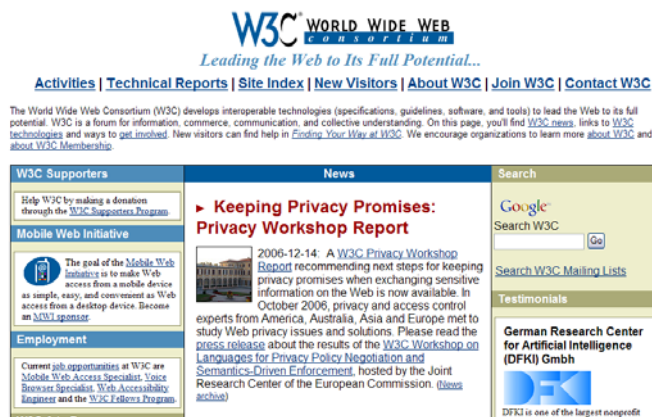 W3C WORLD WIDE WEB
consortium
Leading the Web to Its Full Potential...
Activities | Technical Reports | Site Index | New Visitors | About W3C | Join W3C | Contact W3C
The World Wide Web Consortium (W3C) develops interoperable technologies (specifications, guidelines, software, and tools) to lead the Web to its full
potential. W3C is a forum for information, commerce, communication, and collective understanding. On this page, you'll find W3C news, links to W3C
technologies and ways to get involved. New visitors can find help in Finding Your Way at W3C. We encourage organizations to learn more about W3C and
about W3C Membership.
W3C Supporters
Help W3C by making a donation
through the W3C Supporters Program.
Mobile Web Initiative
The goal of the Mobile Web
Initiative is to make Web
access from a mobile device
as simple, easy, and convenient as Web
access from a desktop device. Become
an MWI sponsor.
Employment
Current job opportunities at W3C are
Mobile Web Access Specialist, Voice
Browser Specialist, Web Accessibility
Engineer and the W3C Fellows Program.
News
► Keeping Privacy Promises:
Privacy Workshop Report
2006-12-14: A W3C Privacy Workshop
Report recommending next steps for keeping
privacy promises when exchanging sensitive
information on the Web is now available. In
October 2006, privacy and access control
experts from America, Australia, Asia and Europe met to
study Web privacy issues and solutions. Please read the
press release about the results of the W3C Workshop on
Languages for Privacy Policy Negotiation and
Semantics-Driven Enforcement, hosted by the Joint
Research Center of the European Commission. (News
archive)
Search
Google
Search W3C
Go
Search W3C Mailing Lists
Testimonials
German Research Center
for Artificial Intelligence
(DFKI) Gmbh
DFKI
DFKI is one of the largest nonprofit